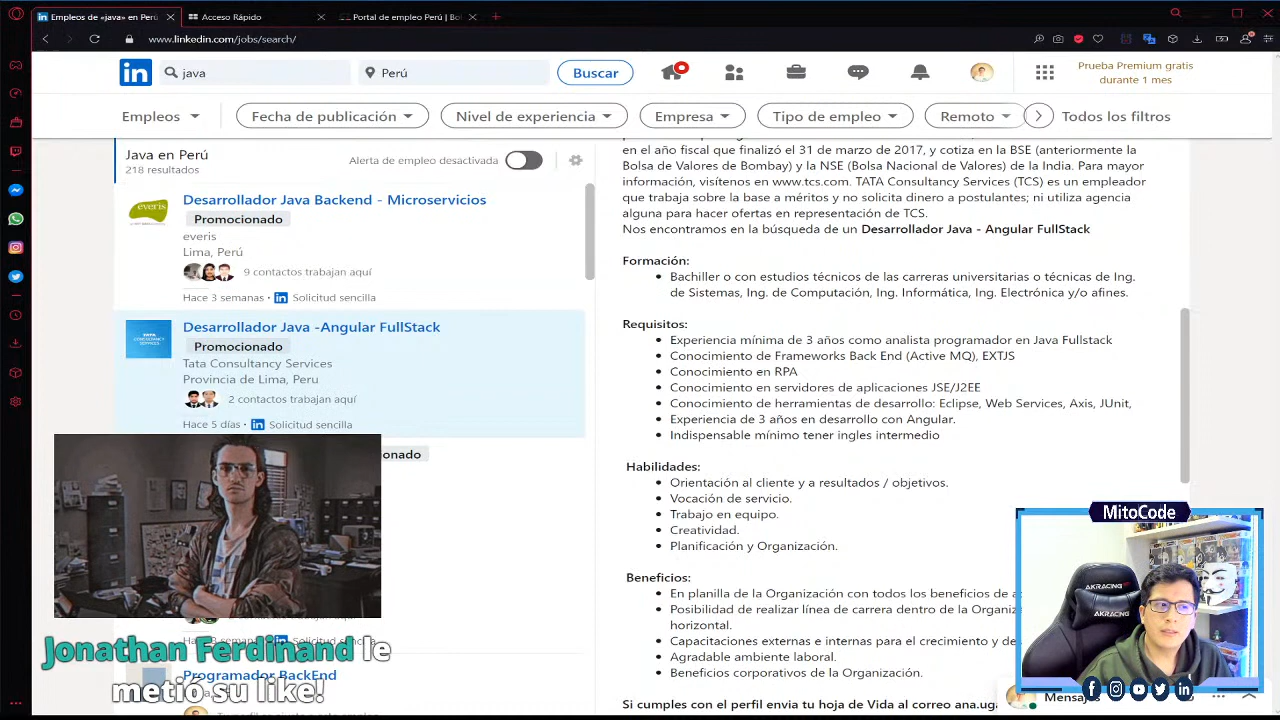 Empleos de «java» en Perú
Acceso Rápido
Portal de empleo Perú | Bol
www.linkedin.com/jobs/search/
in
java
Perú
Buscar
Prueba Premium gratis
durante 1 mes
Empleos
Fecha de publicación
Nivel de experiencia
Empresa
Tipo de empleo
Remoto
Todos los filtros
Java en Perú
218 resultados
Alerta de empleo desactivada
everis
Desarrollador Java Backend - Microservicios
Promocionado
everis
Lima, Perú
9 contactos trabajan aquí
Hace 3 semanas • in Solicitud sencilla
TATA
CONSULTANCY
SERVICES
Desarrollador Java -Angular FullStack
Promocionado
Tata Consultancy Services
Provincia de Lima, Peru
2 contactos trabajan aquí
Hace 5 días • in Solicitud sencilla
onado
Jonathan Ferdinand le
metió su like!
Programador BackEnd
en el año fiscal que finalizó el 31 de marzo de 2017, y cotiza en la BSE (anteriormente la
Bolsa de Valores de Bombay) y la NSE (Bolsa Nacional de Valores) de la India. Para mayor
información, visítenos en www.tcs.com. TATA Consultancy Services (TCS) es un empleador
que trabaja sobre la base a méritos y no solicita dinero a postulantes; ni utiliza agencia
alguna para hacer ofertas en representación de TCS.
Nos encontramos en la búsqueda de un Desarrollador Java - Angular FullStack
Formación:
• Bachiller o con estudios técnicos de las carreras universitarias o técnicas de Ing.
de Sistemas, Ing. de Computación, Ing. Informática, Ing. Electrónica y/o afines.
Requisitos:
• Experiencia mínima de 3 años como analista programador en Java Fullstack
• Conocimiento de Frameworks Back End (Active MQ), EXTJS
• Conocimiento en RPA
• Conocimiento en servidores de aplicaciones JSE/J2EE
• Conocimiento de herramientas de desarrollo: Eclipse, Web Services, Axis, JUnit,
• Experiencia de 3 años en desarrollo con Angular.
• Indispensable mínimo tener ingles intermedio
Habilidades:
• Orientación al cliente y a resultados / objetivos.
• Vocación de servicio.
• Trabajo en equipo.
• Creatividad.
• Planificación y Organización.
Beneficios:
• En planilla de la Organización con todos los beneficios de
• Posibilidad de realizar línea de carrera dentro de la Organiza
horizontal.
• Capacitaciones externas e internas para el crecimiento y de
• Agradable ambiente laboral.
• Beneficios corporativos de la Organización.
Si cumples con el perfil envia tu hoja de Vida al correo ana.uga
MitoCode
AKRACING
AKRACING
Mensajes